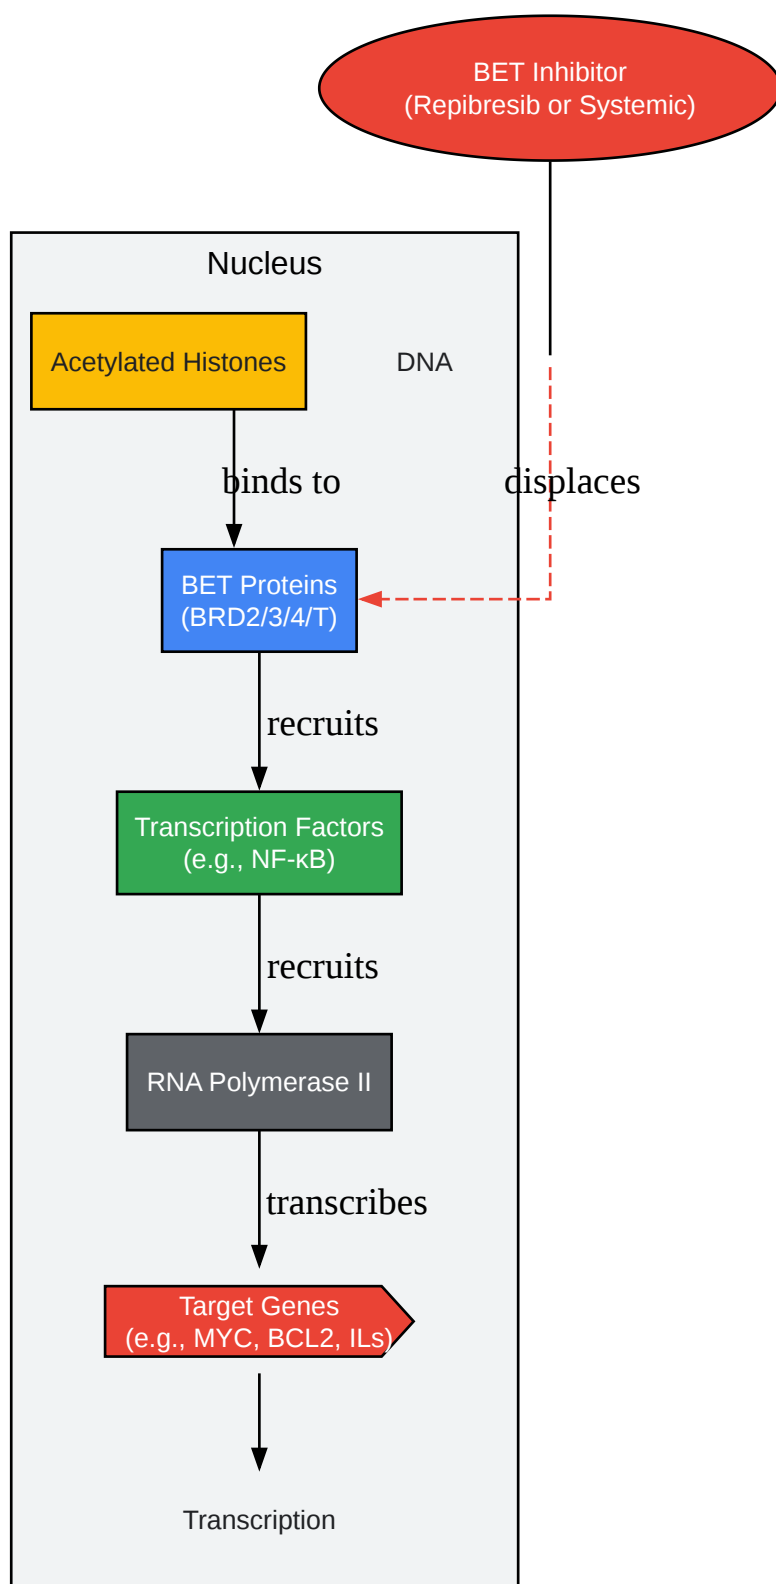 BET Inhibitor
(Repibresib or Systemic)
Nucleus
Acetylated Histones
DNA
binds to
displaces
BET Proteins
(BRD2/3/4/T)
recruits
Transcription Factors
(e.g., NF-κB)
recruits
RNA Polymerase II
transcribes
Target Genes
(e.g., MYC, BCL2, ILs)
Transcription